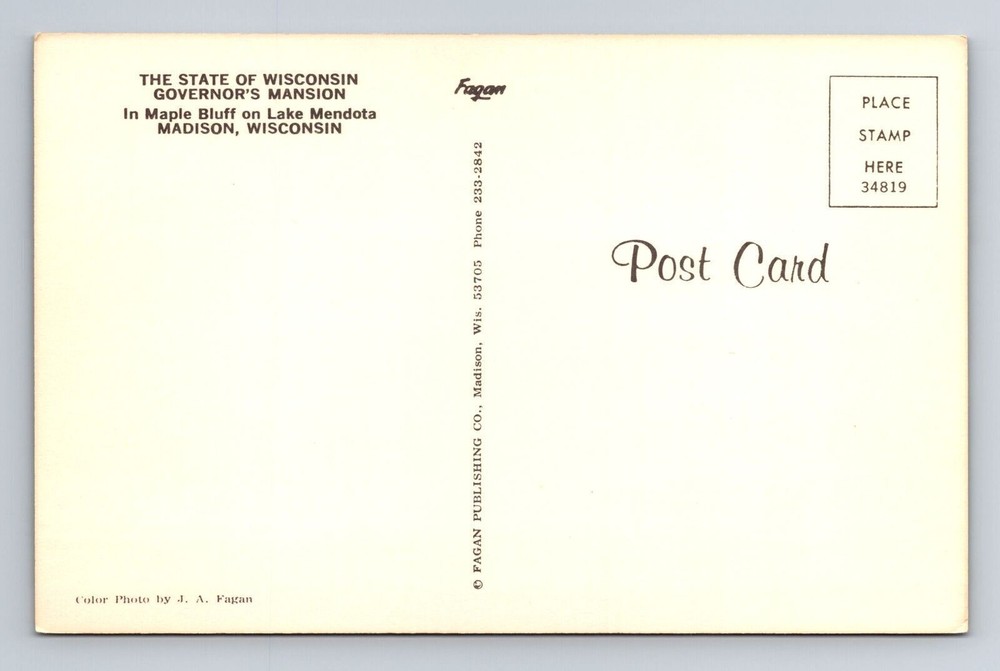 THE STATE OF WISCONSIN
GOVERNOR'S MANSION
In Maple Bluff on Lake Mendota
MADISON, WISCONSIN
Color Photo by J. A. Fagan
Fagan
© FAGAN PUBLISHING CO., Madison, Wis. 53705 Phone 233-2842
PLACE
STAMP
HERE
34819
Post Card